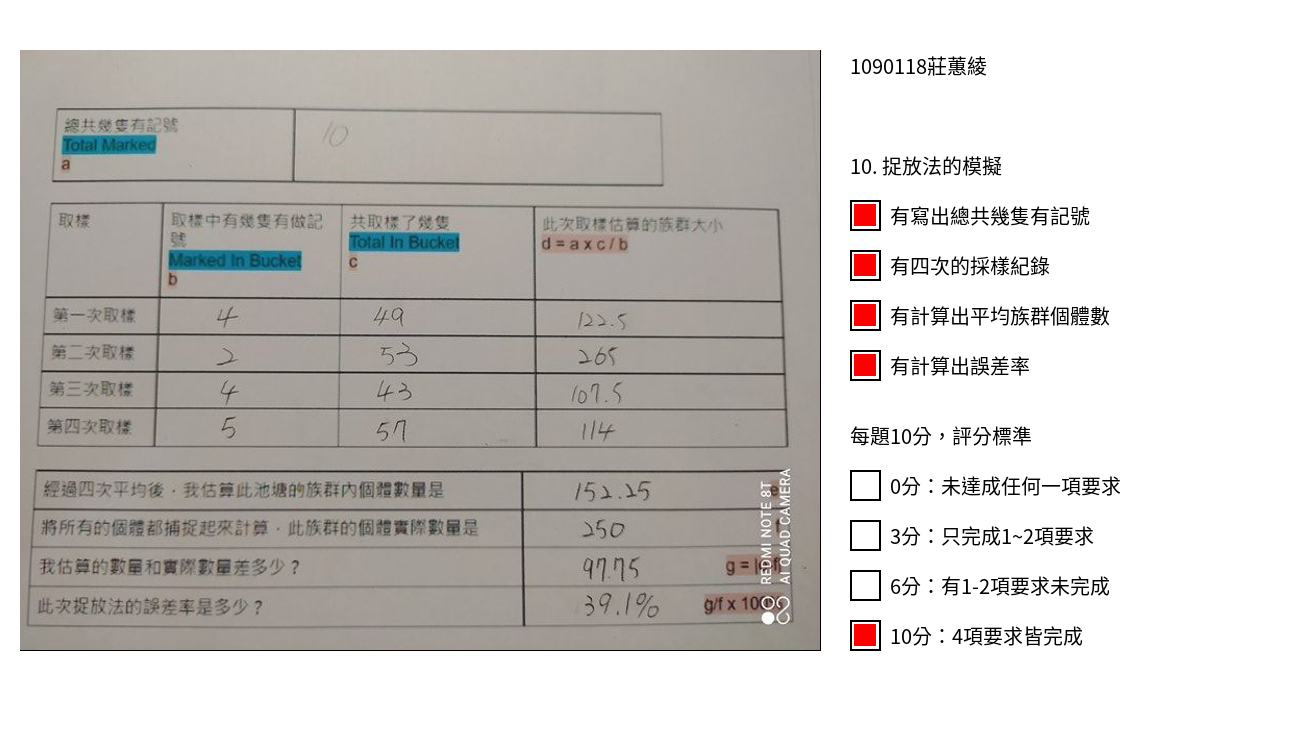 總共幾隻有記號
Total Marked
a
10
取樣
取樣中有幾隻有做記號
Marked In Bucket
b
共取樣了幾隻
Total In Bucket
c
此次取樣估算的族群大小
d = a x c / b
第一次取樣 4 49 122.5
第二次取樣 2 53 265
第三次取樣 4 43 107.5
第四次取樣 5 57 114
經過四次平均後，我估算此池塘的族群內個體數量是 152.25 e
將所有的個體都捕捉起來計算，此族群的個體實際數量是 250 f
我估算的數量和實際數量差多少？ 97.75 g =
此次捉放法的誤差率是多少？ 39.1% g/f x 100%
REDMI NOTE 8T
AI QUAD CAMERA
1090118莊蕙綾
10. 捉放法的模擬
有寫出總共幾隻有記號
有四次的採樣紀錄
有計算出平均族群個體數
有計算出誤差率
每題10分，評分標準
0分：未達成任何一項要求
3分：只完成1~2項要求
6分：有1-2項要求未完成
10分：4項要求皆完成